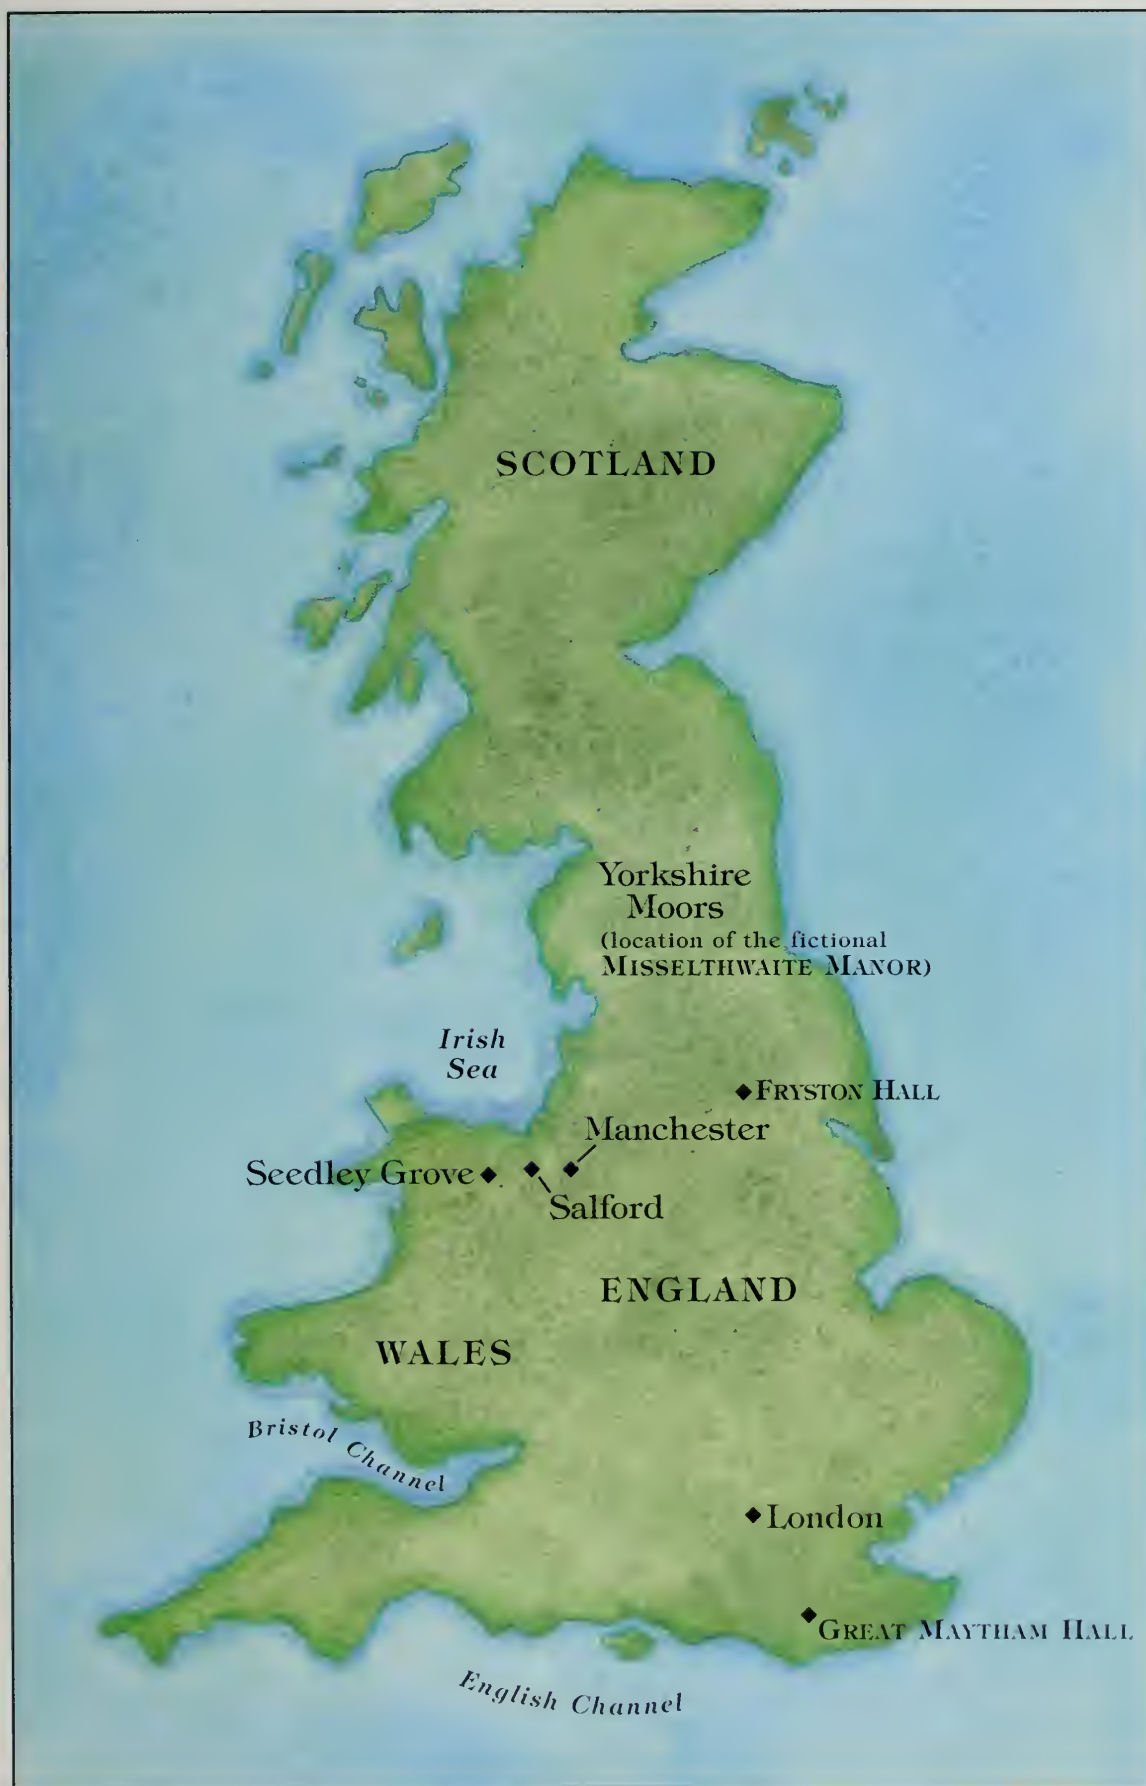 SCOTLAND
Yorkshire
Moors
(location of the fictional
MISSELTHWAITE MANOR)
Irish
Sea
FRYSTON HALL
Manchester
Seedley Grove
Salford
ENGLAND
WALES
Bristol Channel
London
GREAT MAYTHAM HALL
English Channel